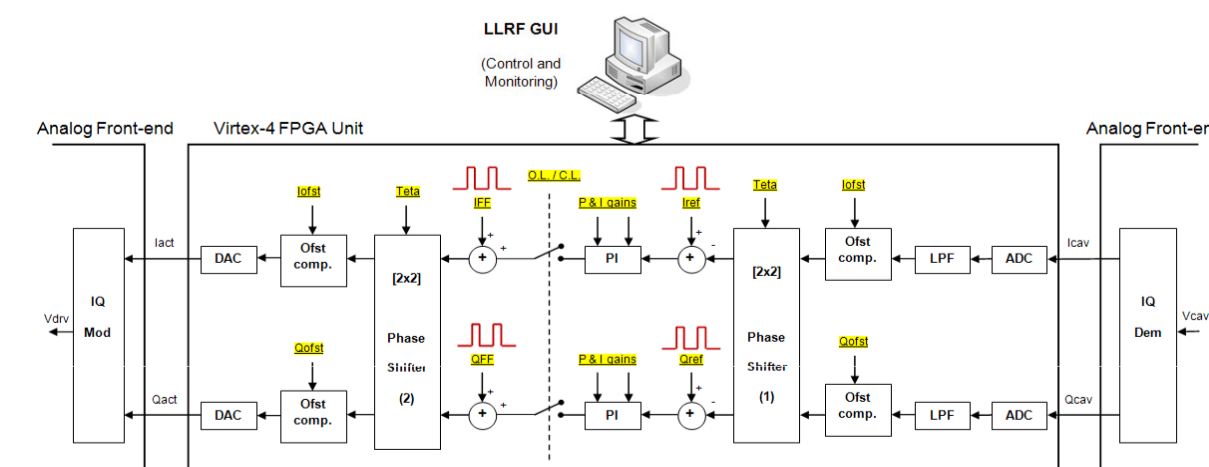 LLRF GUI
(Control and
Monitoring)
Analog Front-end
Virtex-4 FPGA Unit
Analog Front-er
O.L. / C.L.
Iofst
Teta
IFF
P & I gains
Iref
Teta
Iofst
+
+
+
-
Iact
DAC
Ofst
comp.
[2x2]
+
PI
+
[2x2]
Ofst
comp.
LPF
ADC
Icav
IQ
Mod
Vdrv
Phase
Shifter
(2)
Phase
Shifter
(1)
IQ
Dem
Vcav
Qofst
QFF
P & I gains
Qref
Qofst
+
+
+
-
Qact
DAC
Ofst
comp.
+
PI
+
Ofst
comp.
LPF
ADC
Qcav